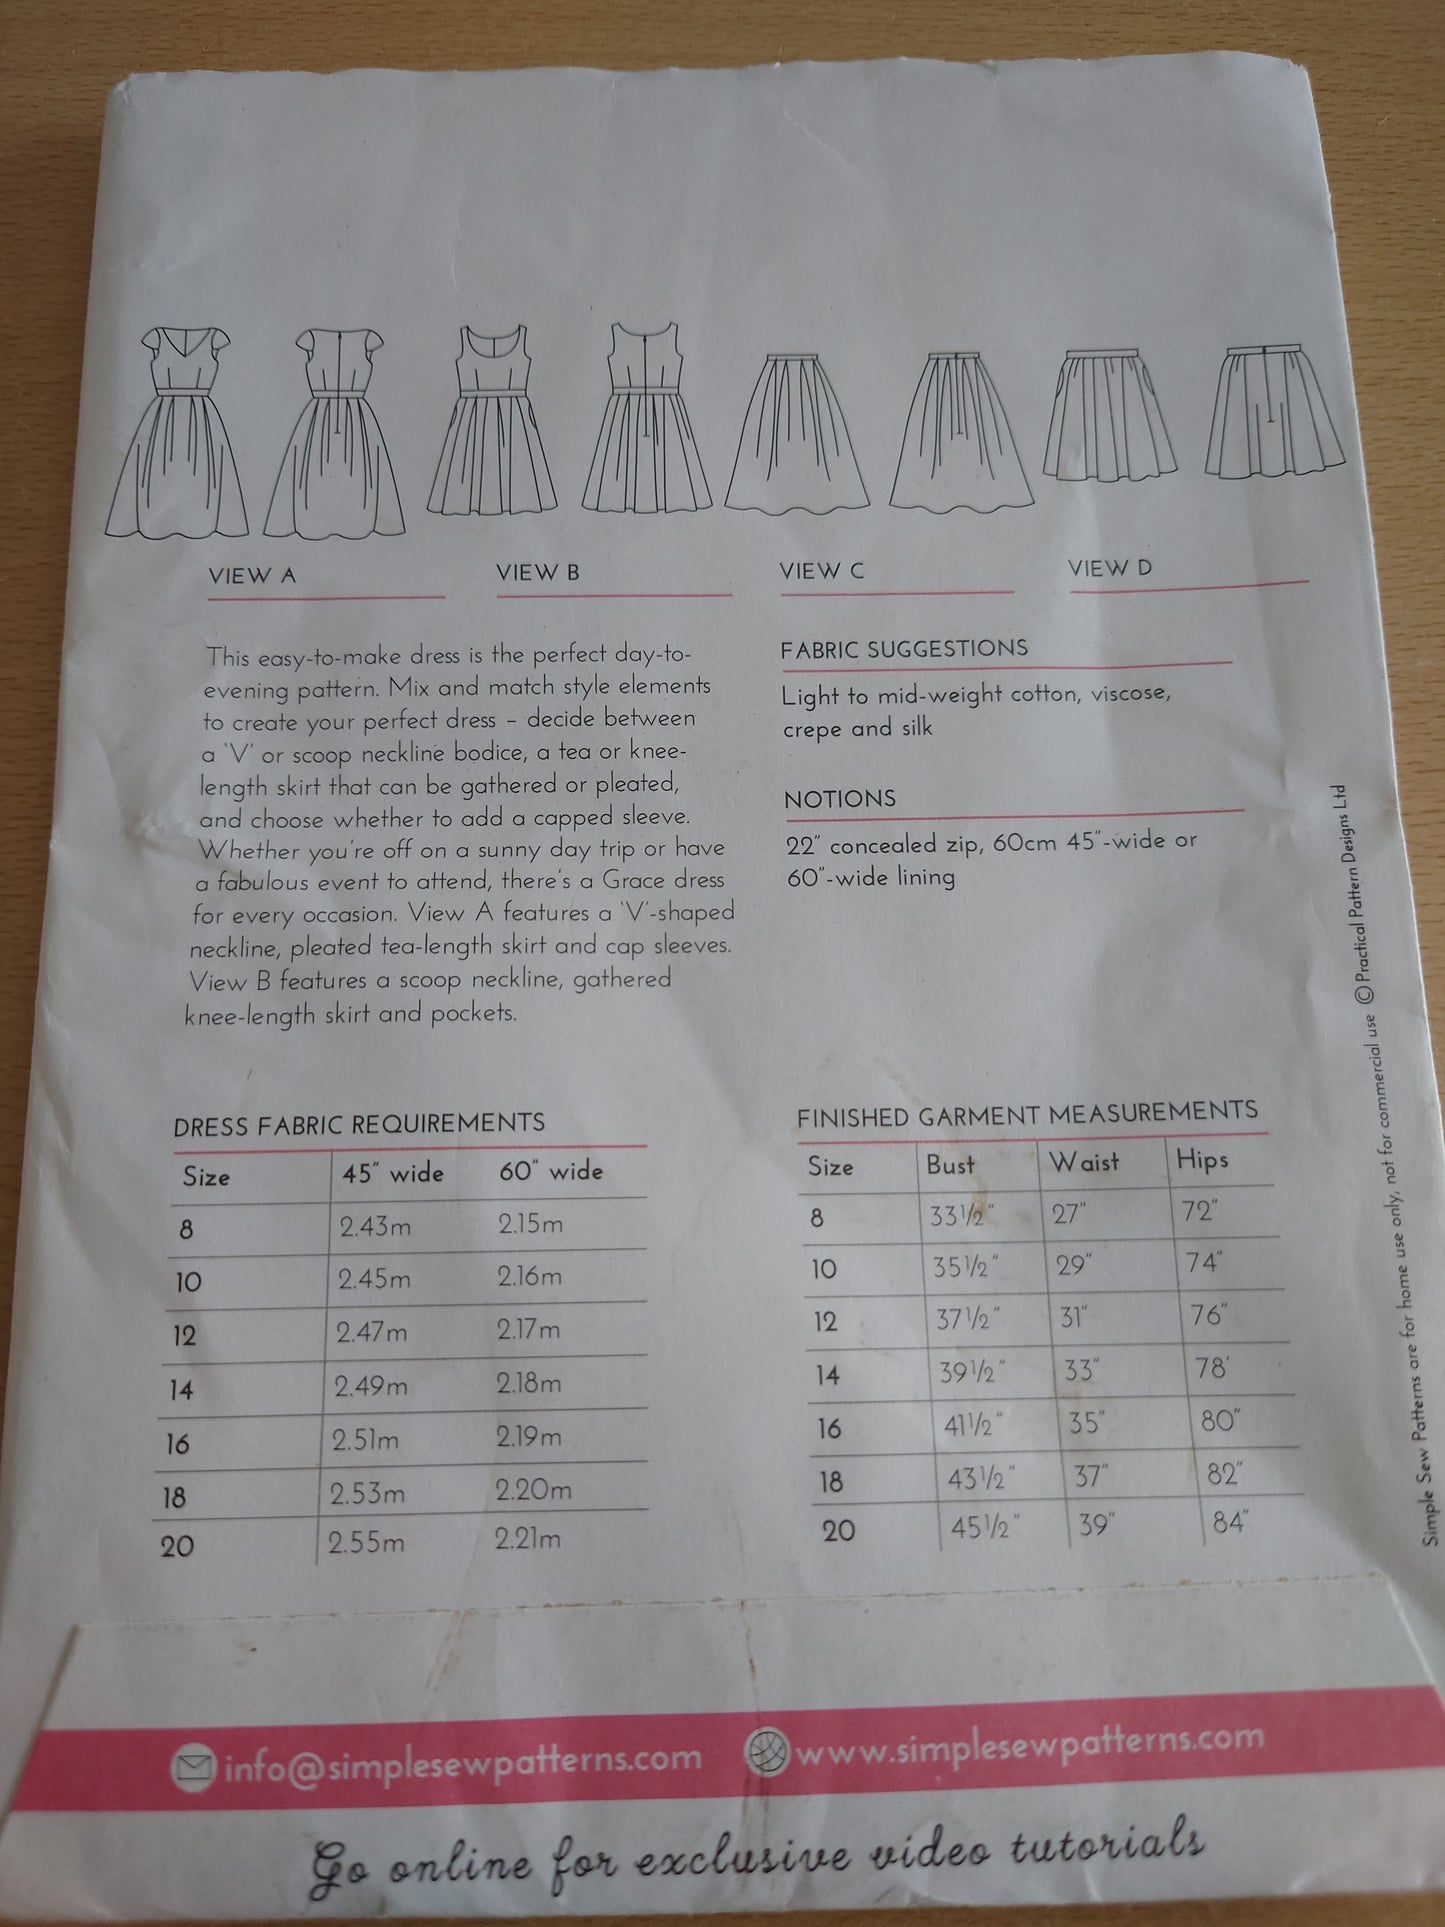 VIEW A
VIEW B
VIEW C
VIEW D
This easy-to-make dress is the perfect day-to-
evening pattern. Mix and match style elements
to create your perfect dress – decide between
a 'V' or scoop neckline bodice, a tea or knee-
length skirt that can be gathered or pleated,
and choose whether to add a capped sleeve.
Whether you're off on a sunny day trip or have
a fabulous event to attend, there's a Grace dress
for every occasion. View A features a 'V'-shaped
neckline, pleated tea-length skirt and cap sleeves.
View B features a scoop neckline, gathered
knee-length skirt and pockets.
FABRIC SUGGESTIONS
Light to mid-weight cotton, viscose,
crepe and silk
NOTIONS
22" concealed zip, 60cm 45"-wide or
60"-wide lining
DRESS FABRIC REQUIREMENTS
Size 45" wide 60" wide
8 2.43m 2.15m
10 2.45m 2.16m
12 2.47m 2.17m
14 2.49m 2.18m
16 2.51m 2.19m
18 2.53m 2.20m
20 2.55m 2.21m
FINISHED GARMENT MEASUREMENTS
Size Bust Waist Hips
8 33½" 27" 72"
10 35½" 29" 74"
12 37½" 31" 76"
14 39½" 33" 78'
16 41½" 35" 80"
18 43½" 37" 82"
20 45½" 39" 84"
Simple Sew Patterns are for home use only, not for commercial use © Practical Pattern Designs Ltd
info@simplesewpatterns.com
www.simplesewpatterns.com
Go online for exclusive video tutorials